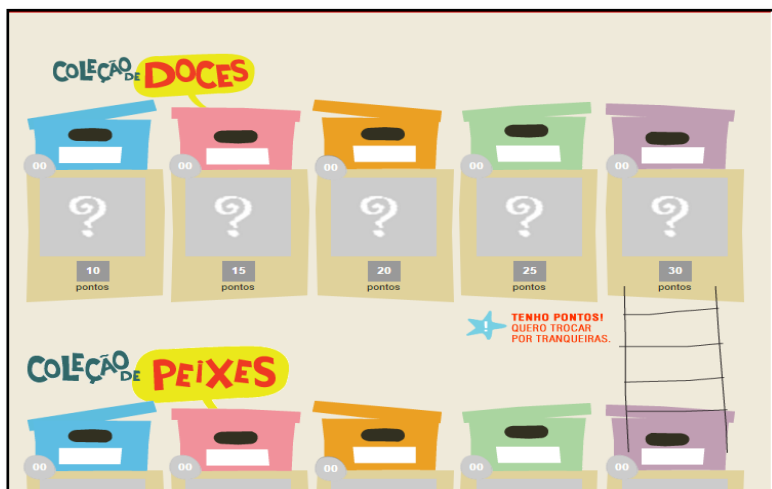 COLEÇÃO DE DOCES
00 00 00 00 00
? ? ? ? ?
10 15 20 25 30
pontos pontos pontos pontos pontos
! TENHO PONTOS!
QUERO TROCAR
POR TRANQUEIRAS.
COLEÇÃO DE PEIXES
00 00 00 00 00